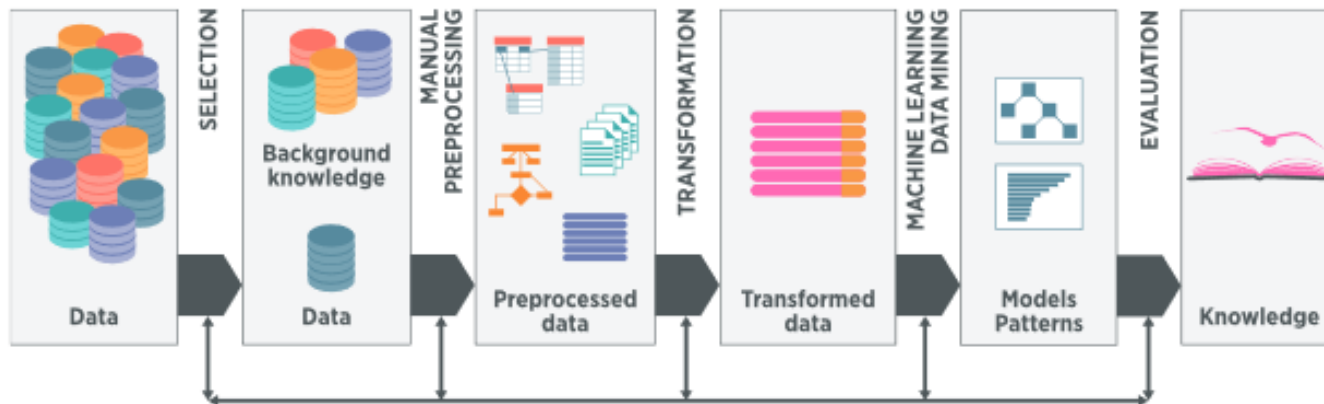 Data
SELECTION
Background
knowledge
Data
MANUAL
PREPROCESSING
Preprocessed
data
TRANSFORMATION
Transformed
data
MACHINE LEARNING
DATA MINING
Models
Patterns
EVALUATION
Knowledge